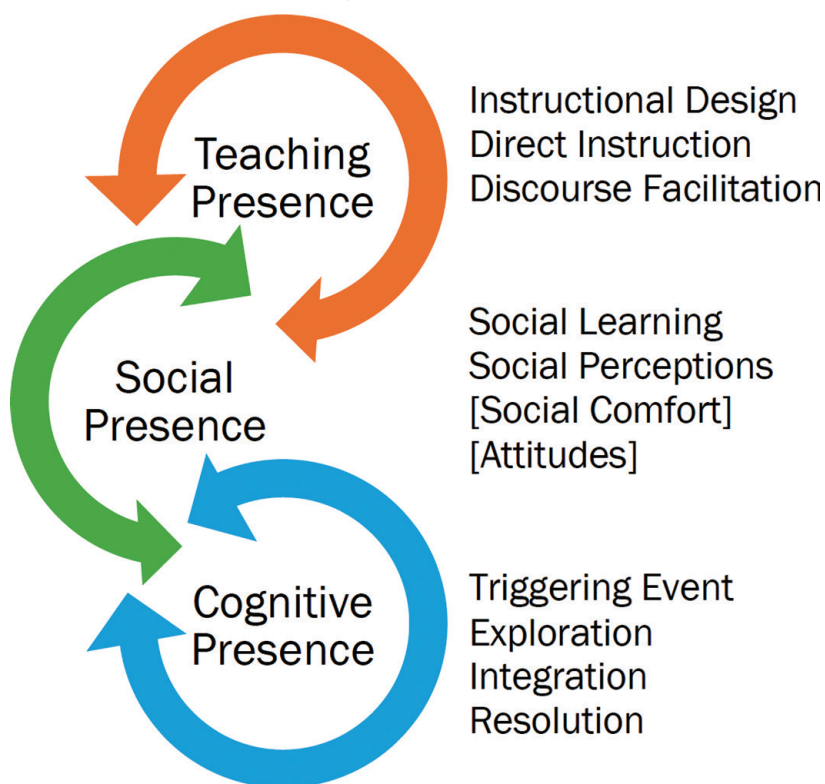 Teaching
Presence
Instructional Design
Direct Instruction
Discourse Facilitation
Social
Presence
Social Learning
Social Perceptions
[Social Comfort]
[Attitudes]
Cognitive
Presence
Triggering Event
Exploration
Integration
Resolution